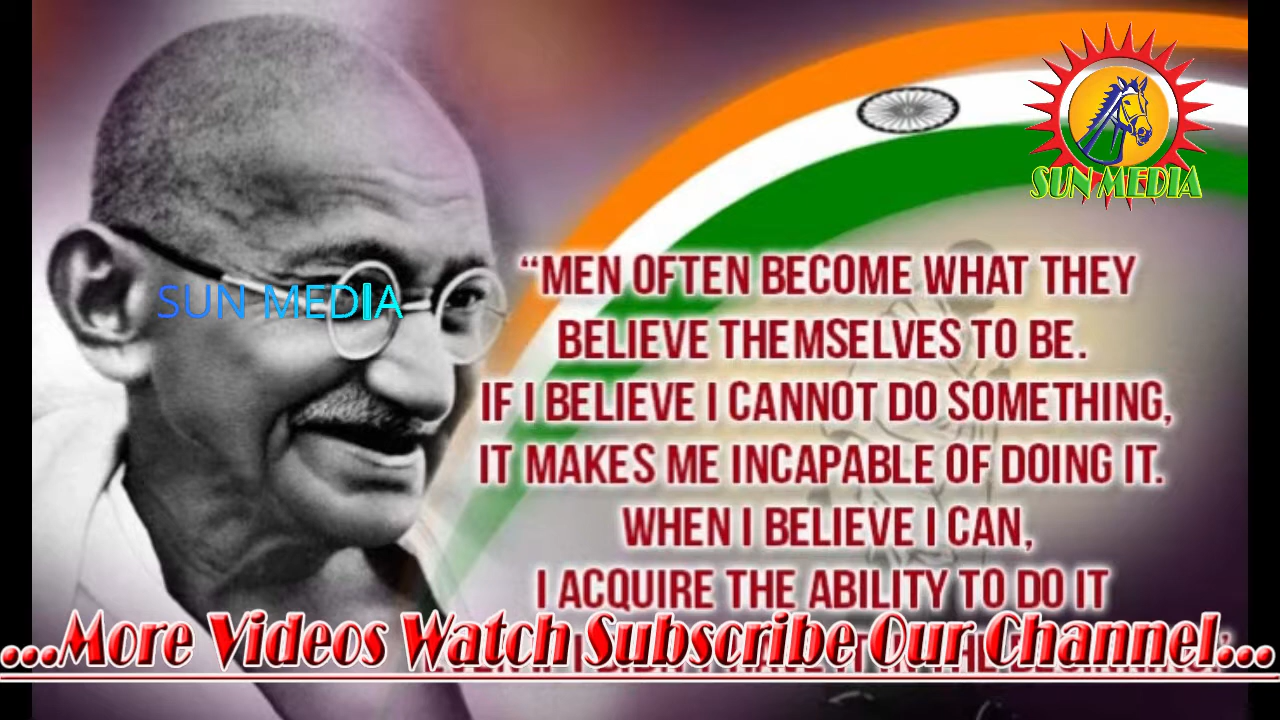 SUN MEDIA
SUN MEDIA
“MEN OFTEN BECOME WHAT THEY
BELIEVE THEMSELVES TO BE.
IF I BELIEVE I CANNOT DO SOMETHING,
IT MAKES ME INCAPABLE OF DOING IT.
WHEN I BELIEVE I CAN,
I ACQUIRE THE ABILITY TO DO IT
...More Videos Watch Subscribe Our Channel...